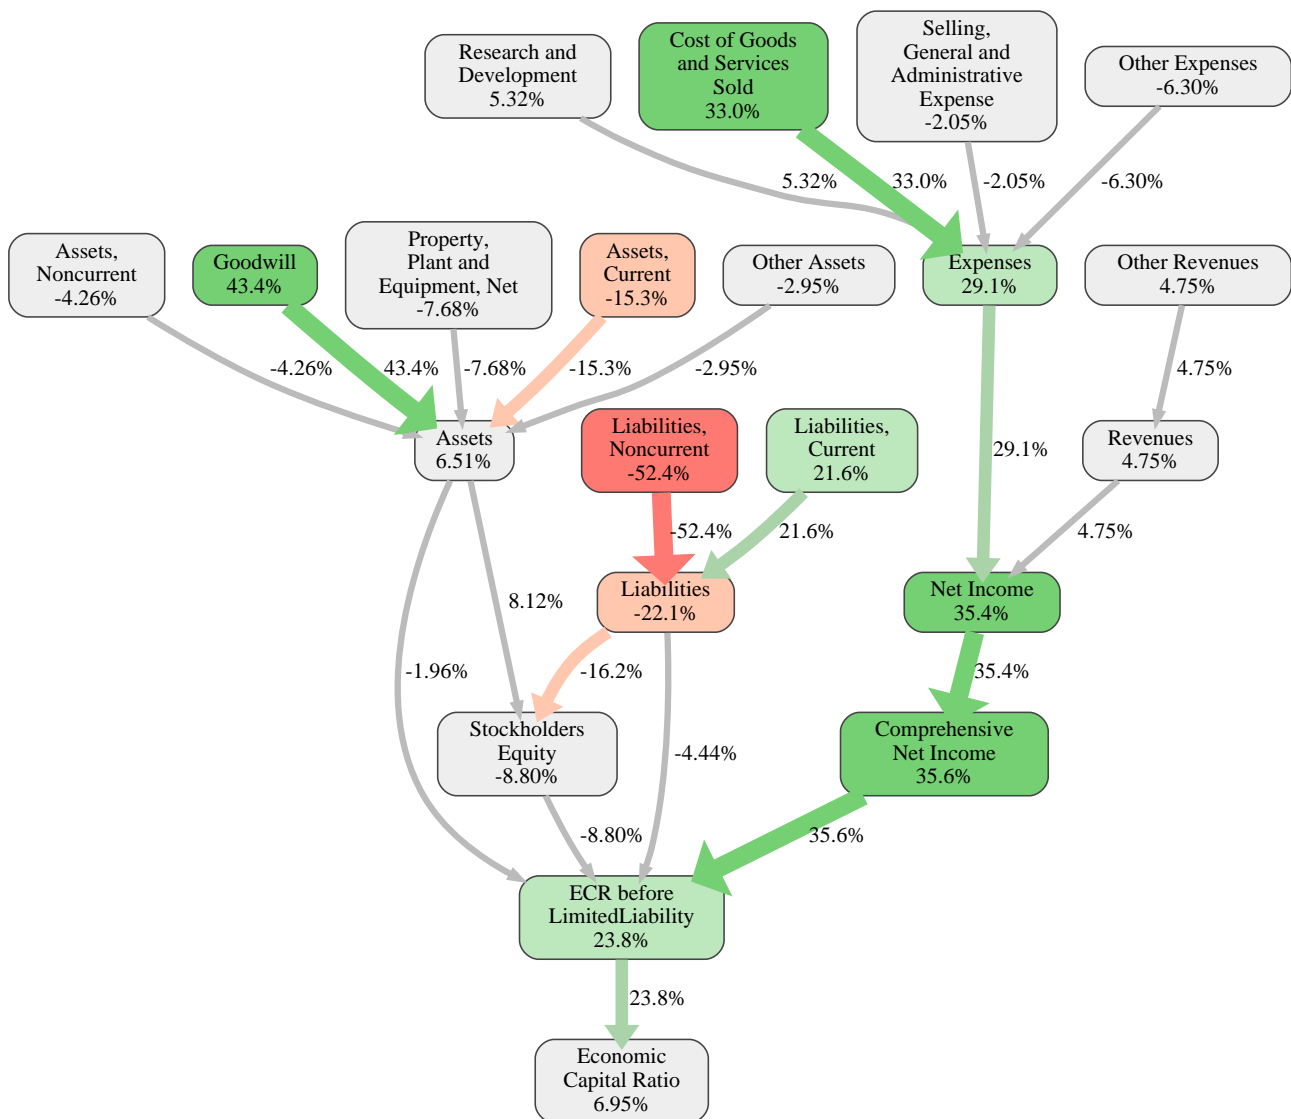 Research and
Development
5.32%
Cost of Goods
and Services
Sold
33.0%
Selling,
General and
Administrative
Expense
-2.05%
Other Expenses
-6.30%
5.32%
33.0%
-2.05%
-6.30%
Assets,
Noncurrent
-4.26%
Goodwill
43.4%
Property,
Plant and
Equipment, Net
-7.68%
Assets,
Current
-15.3%
Other Assets
-2.95%
Expenses
29.1%
Other Revenues
4.75%
-4.26%
43.4%
-7.68%
-15.3%
-2.95%
4.75%
Assets
6.51%
Liabilities,
Noncurrent
-52.4%
Liabilities,
Current
21.6%
29.1%
Revenues
4.75%
-52.4%
21.6%
4.75%
8.12%
Liabilities
-22.1%
Net Income
35.4%
-1.96%
-16.2%
35.4%
Stockholders
Equity
-8.80%
-4.44%
Comprehensive
Net Income
35.6%
-8.80%
35.6%
ECR before
LimitedLiability
23.8%
23.8%
Economic
Capital Ratio
6.95%